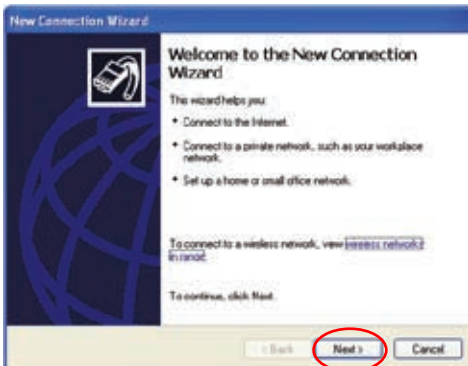 New Connection Wizard
Welcome to the New Connection
Wizard
This wizard helps you:
• Connect to the Internet.
• Connect to a private network, such as your workplace
network.
• Set up a home or small office network.
To connect to a wireless network, view wireless networks
in range.
To continue, click Next.
< Back
Next >
Cancel